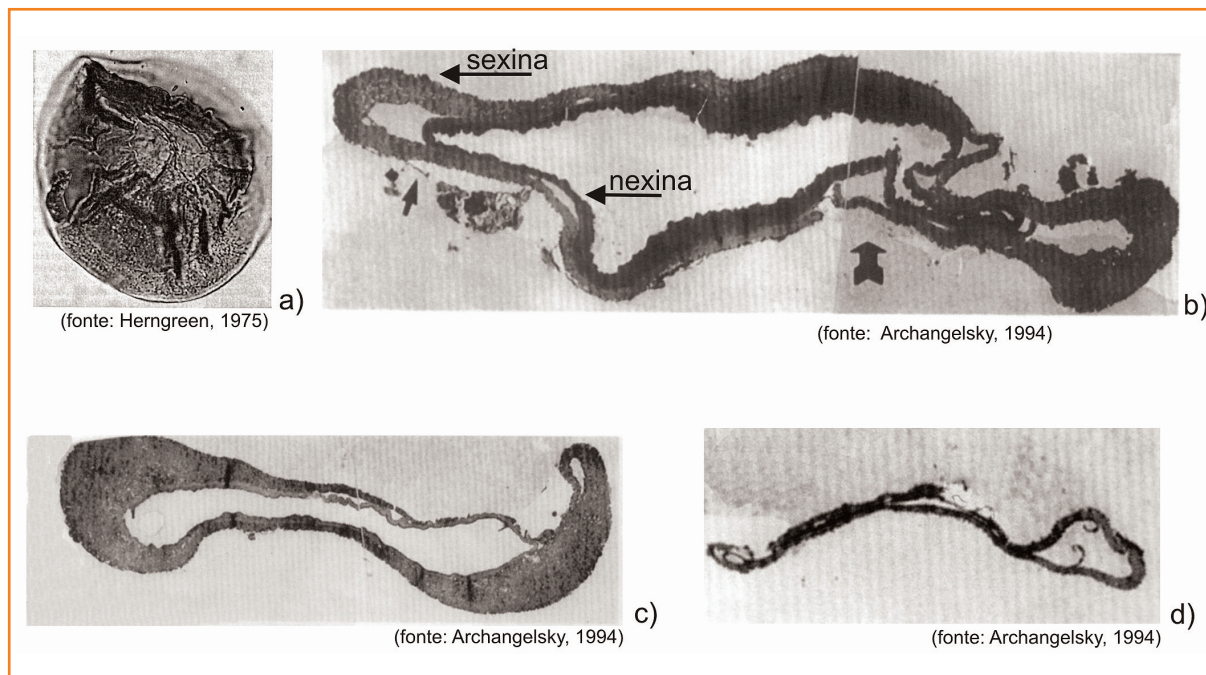 sexina
nexina
a)
(fonte: Herngreen, 1975)
b)
(fonte: Archangelsky, 1994)
c)
(fonte: Archangelsky, 1994)
d)
(fonte: Archangelsky, 1994)